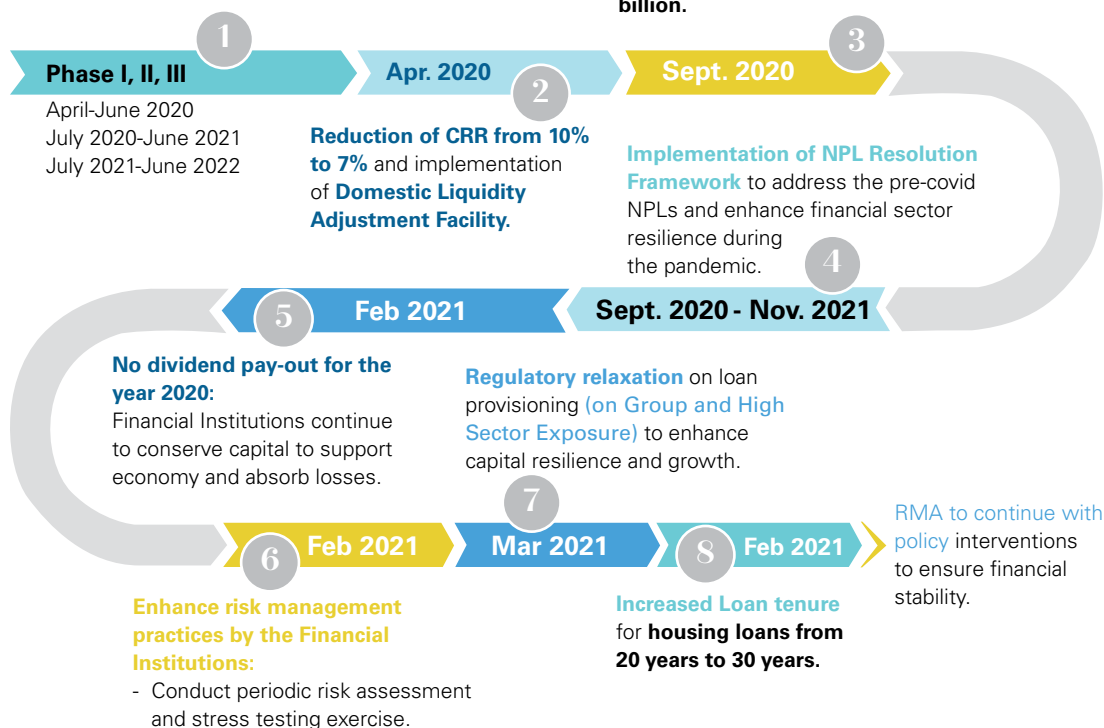 billion.
1
Phase I, II, III
April-June 2020
July 2020-June 2021
July 2021-June 2022
Apr. 2020
2
Reduction of CRR from 10%
to 7% and implementation
of Domestic Liquidity
Adjustment Facility.
Sept. 2020
3
Implementation of NPL Resolution
Framework to address the pre-covid
NPLs and enhance financial sector
resilience during
the pandemic.
4
Sept. 2020 - Nov. 2021
Regulatory relaxation on loan
provisioning (on Group and High
Sector Exposure) to enhance
capital resilience and growth.
5
Feb 2021
No dividend pay-out for the
year 2020:
Financial Institutions continue
to conserve capital to support
economy and absorb losses.
6
Feb 2021
Enhance risk management
practices by the Financial
Institutions:
- Conduct periodic risk assessment
and stress testing exercise.
7
Mar 2021
8
Feb 2021
Increased Loan tenure
for housing loans from
20 years to 30 years.
RMA to continue with
policy interventions
to ensure financial
stability.